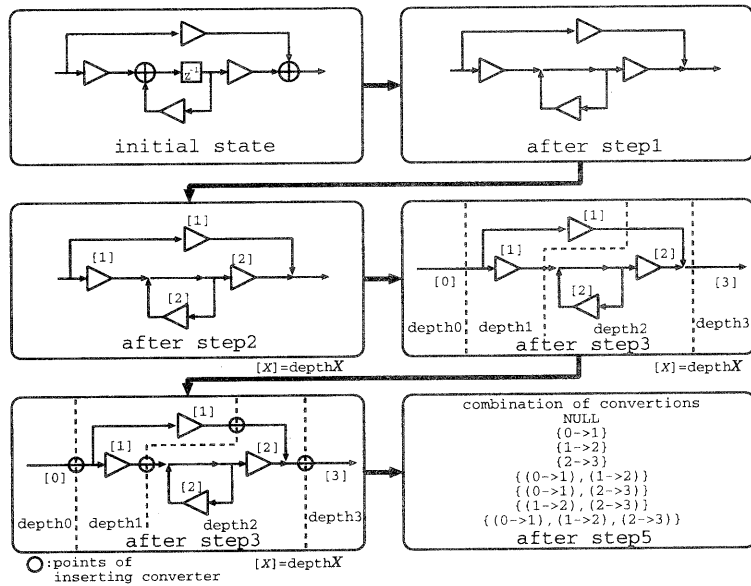 z⁻¹
initial state
after step1
[1]
[1]
[2]
[2]
after step2
[X]=depthX
[1]
[1]
[2]
[0]
[2]
[3]
depth0
depth1
depth2
depth3
after step3
[X]=depthX
[1]
[1]
[2]
[0]
[2]
[3]
depth0
depth1
depth2
depth3
after step3
:points of
inserting converter
[X]=depthX
combination of convertions
NULL
{0->1}
{1->2}
{2->3}
{(0->1),(1->2)}
{(0->1),(2->3)}
{(1->2),(2->3)}
{(0->1),(1->2),(2->3)}
after step5